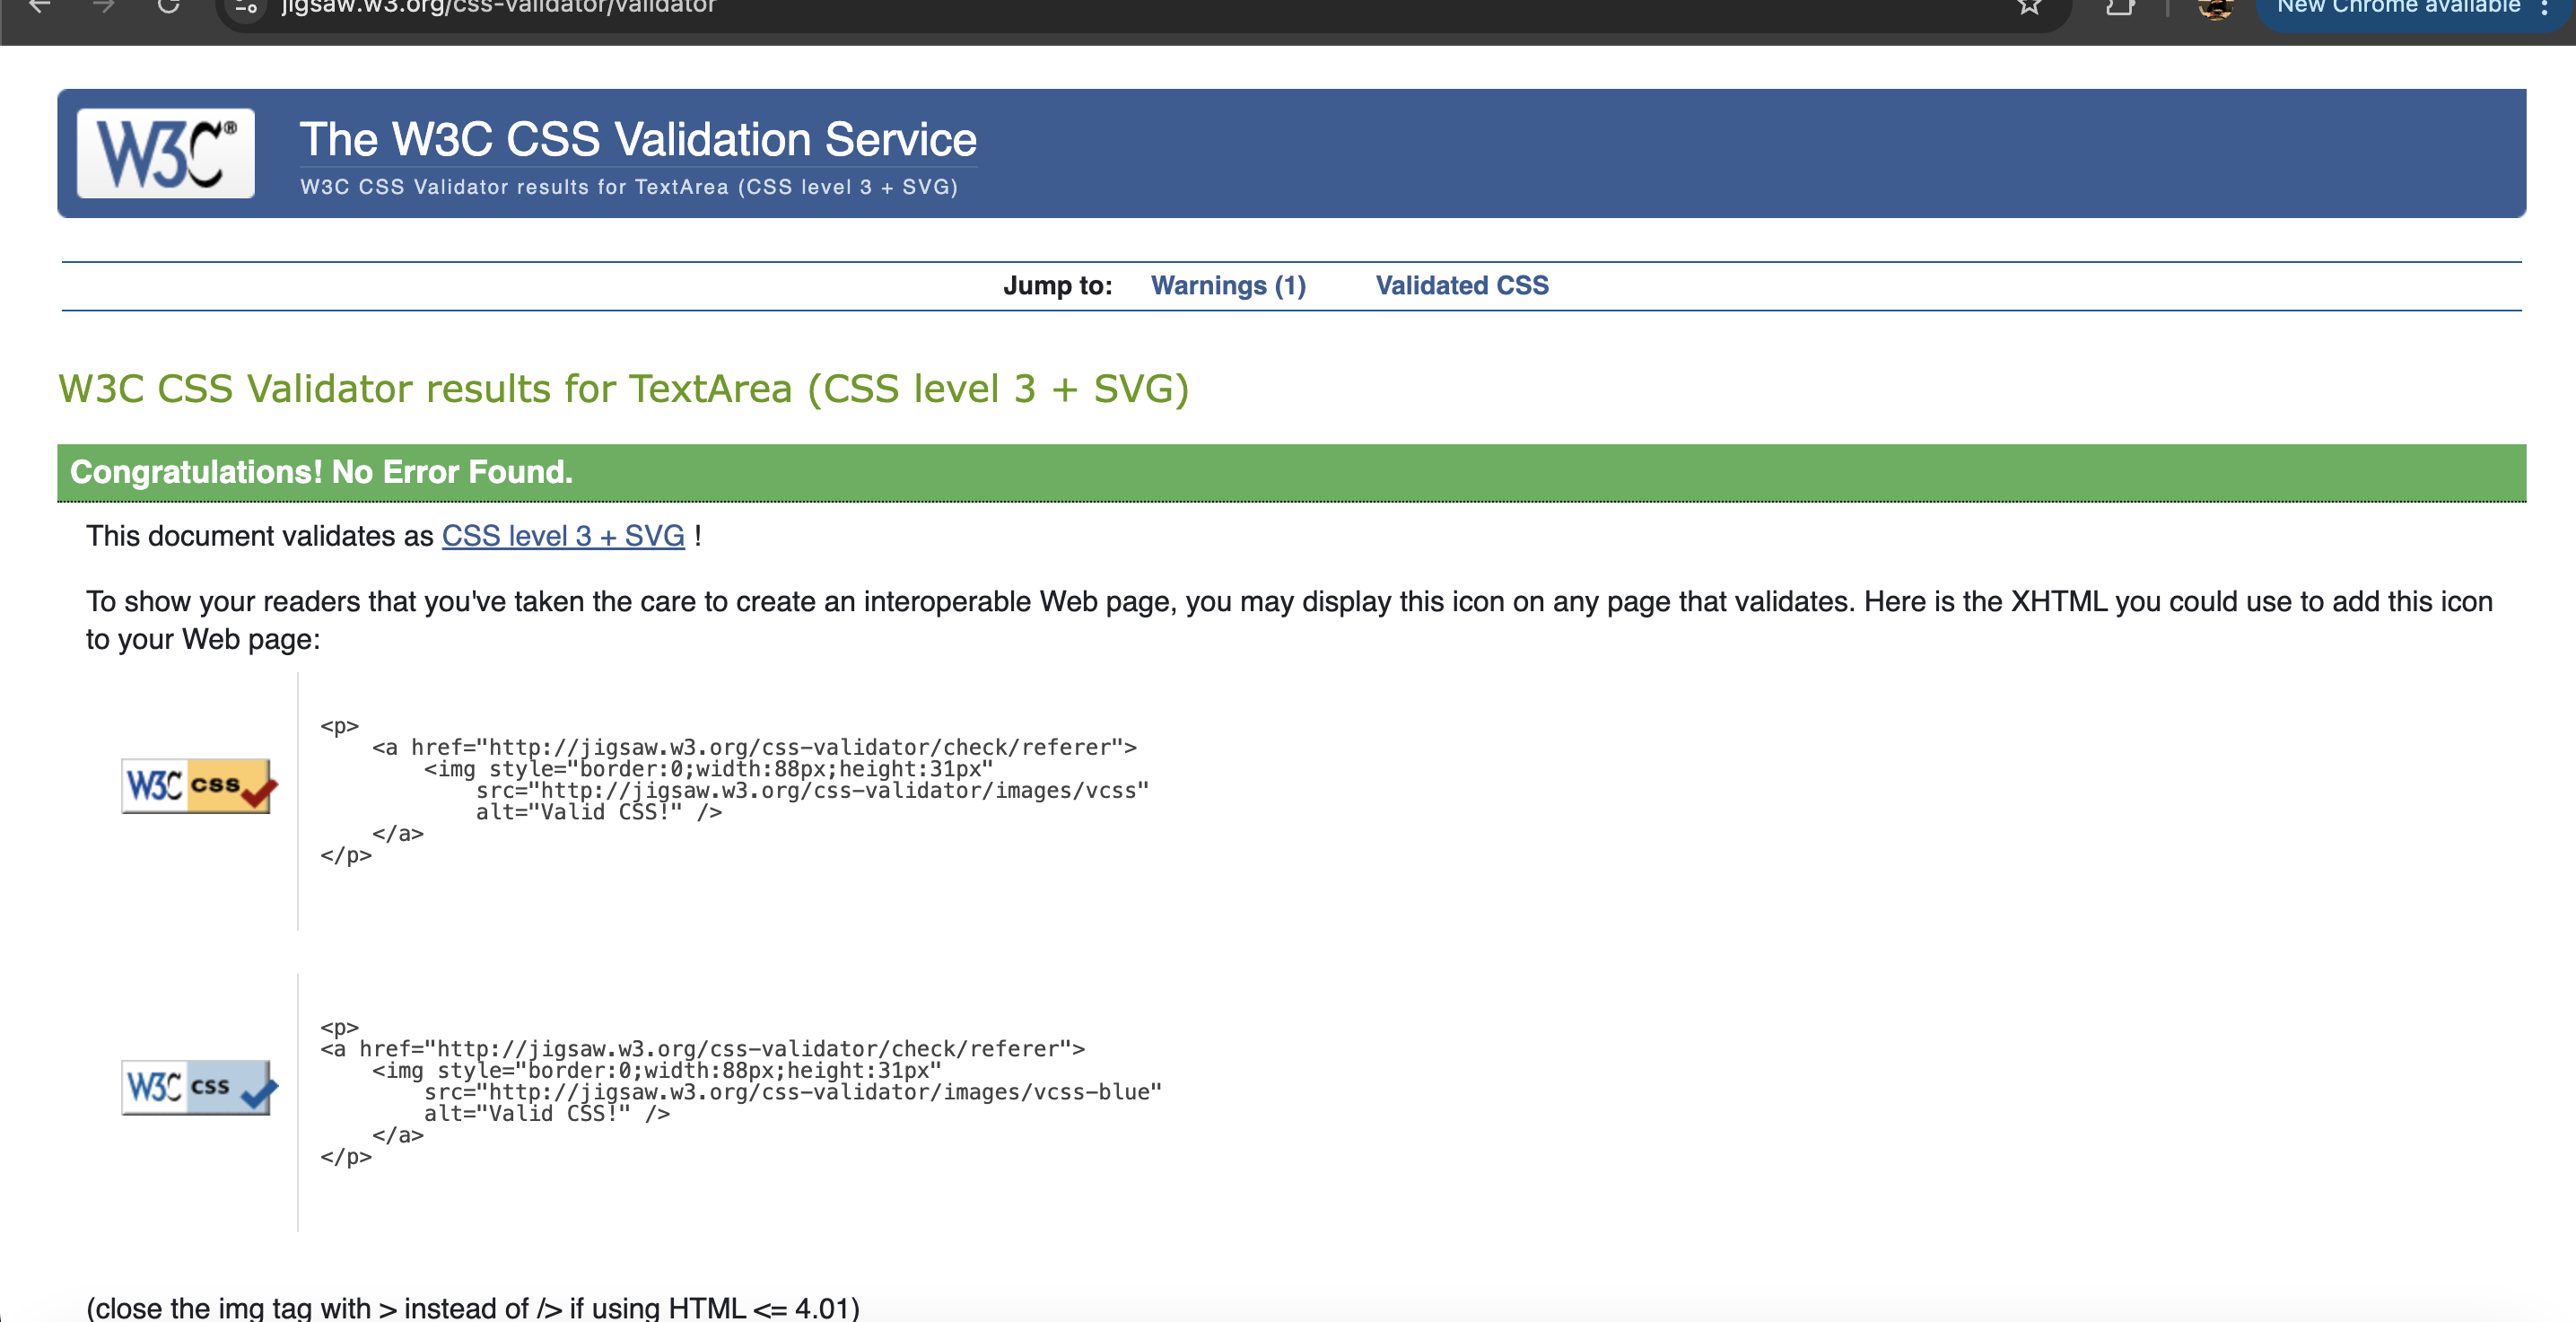 jigsaw.w3.org/css-validator/validator
New Chrome available
W3C®
The W3C CSS Validation Service
W3C CSS Validator results for TextArea (CSS level 3 + SVG)
Jump to: Warnings (1) Validated CSS
W3C CSS Validator results for TextArea (CSS level 3 + SVG)
Congratulations! No Error Found.
This document validates as CSS level 3 + SVG !
To show your readers that you've taken the care to create an interoperable Web page, you may display this icon on any page that validates. Here is the XHTML you could use to add this icon
to your Web page:
W3C css
<p>
<a href="http://jigsaw.w3.org/css-validator/check/referer">
<img style="border:0;width:88px;height:31px"
src="http://jigsaw.w3.org/css-validator/images/vcss"
alt="Valid CSS!" />
</a>
</p>
W3C css
<p>
<a href="http://jigsaw.w3.org/css-validator/check/referer">
<img style="border:0;width:88px;height:31px"
src="http://jigsaw.w3.org/css-validator/images/vcss-blue"
alt="Valid CSS!" />
</a>
</p>
(close the img tag with > instead of /> if using HTML <= 4.01)